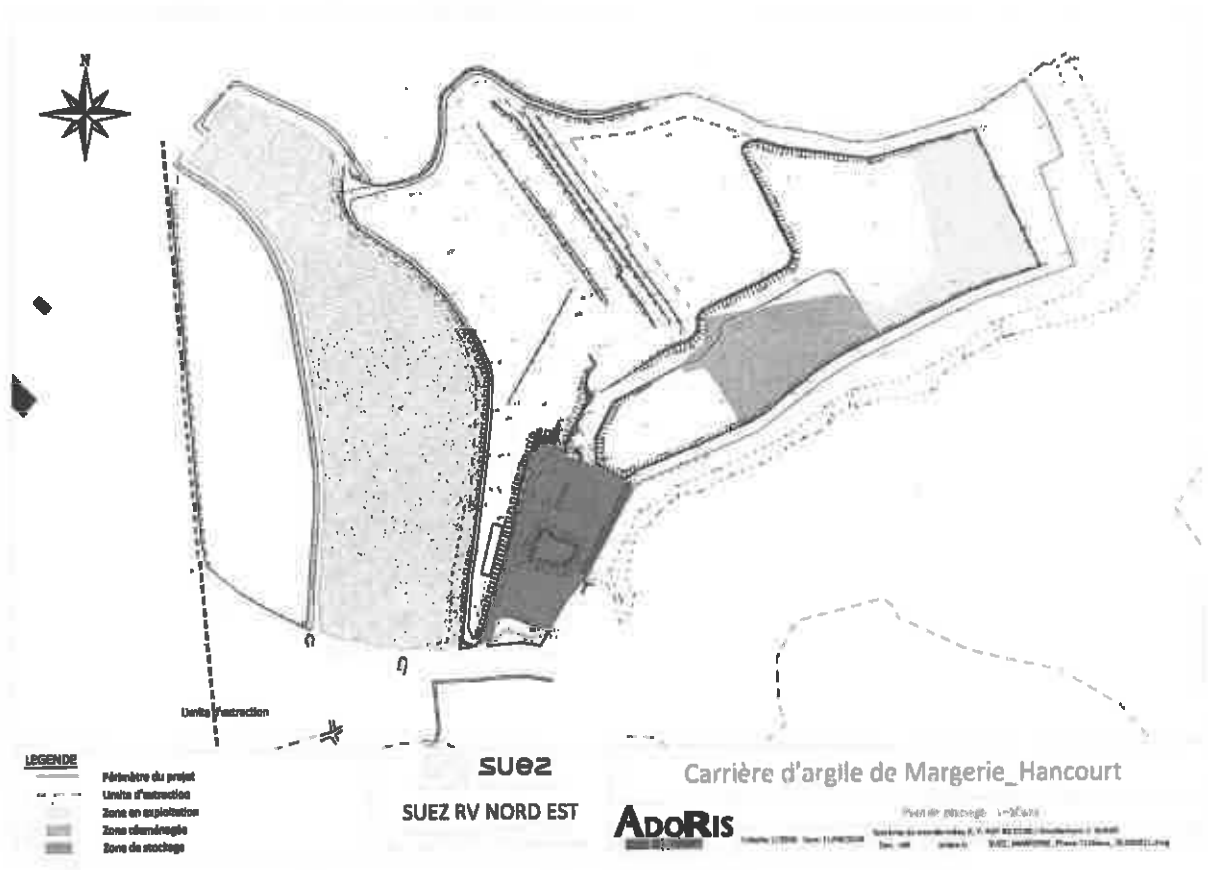 N
Limite d'extraction
LEGENDE
Périmètre du projet
Limite d'extraction
Zone en exploitation
Zone réaménagée
Zone de stockage
suez
SUEZ RV NORD EST
Carrière d'argile de Margerie_Hancourt
ADORIS